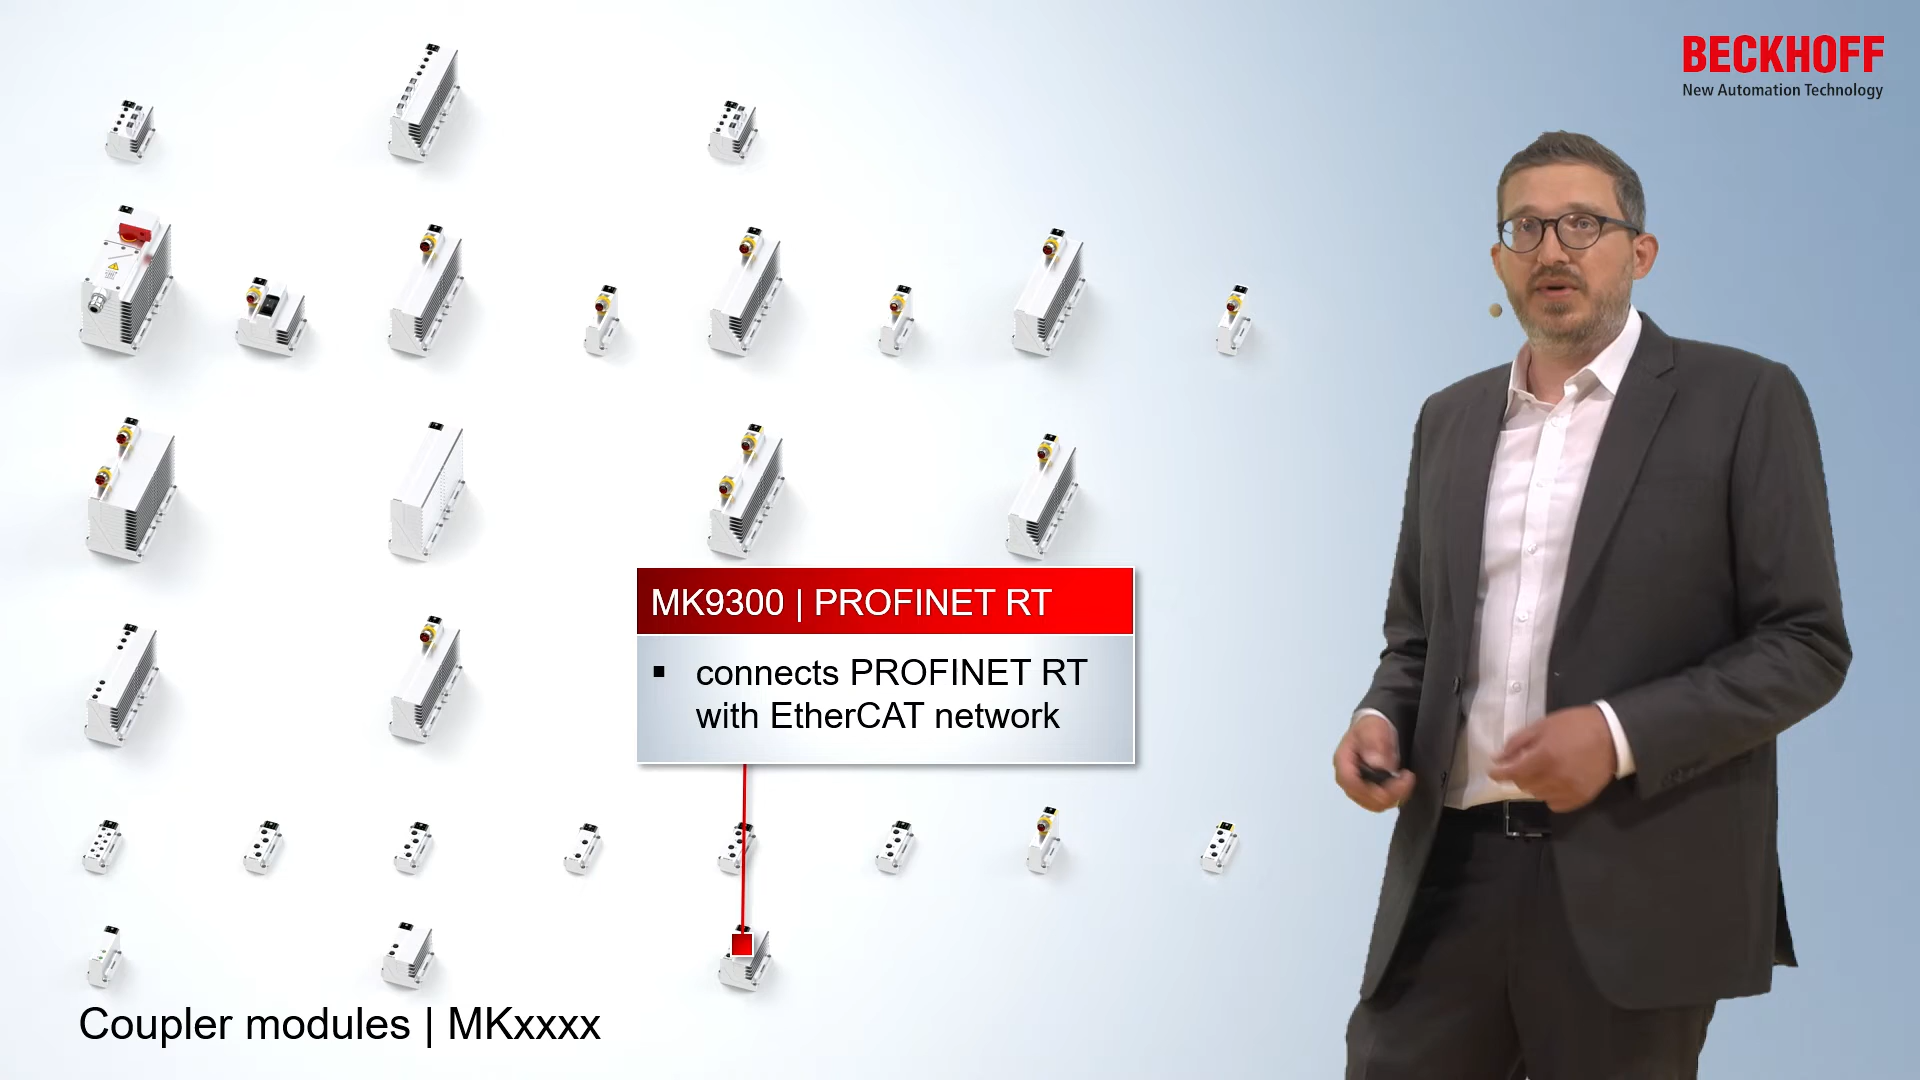 BECKHOFF
New Automation Technology
MK9300 | PROFINET RT
▪ connects PROFINET RT
with EtherCAT network
Coupler modules | MKxxxx